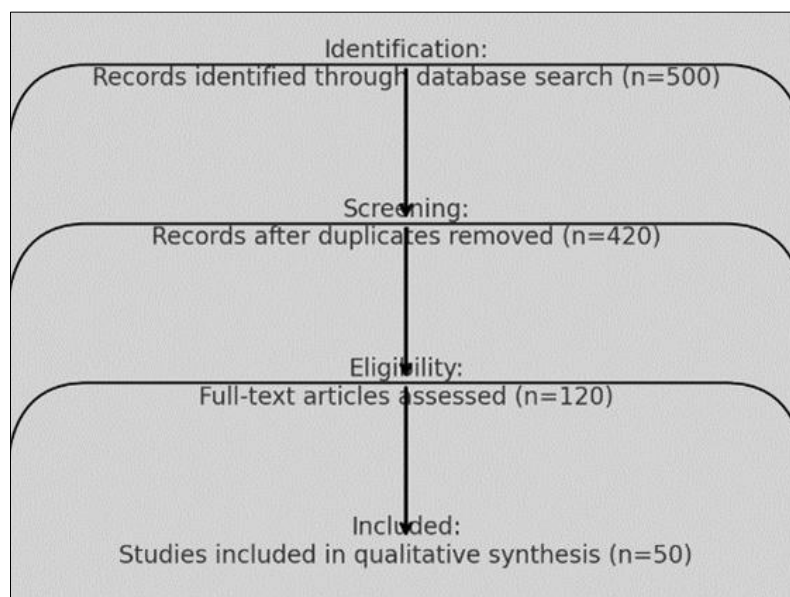 Identification:
Records identified through database search (n=500)
Screening:
Records after duplicates removed (n=420)
Eligibility:
Full-text articles assessed (n=120)
Included:
Studies included in qualitative synthesis (n=50)